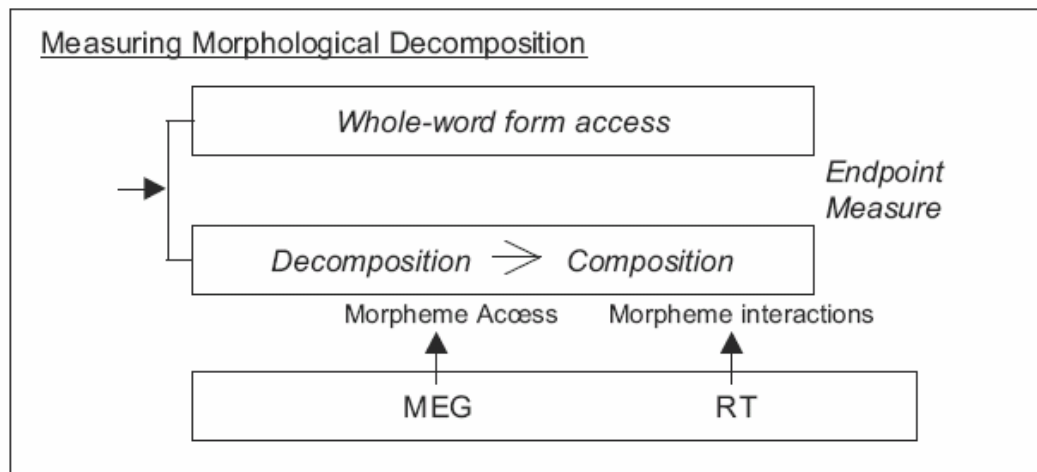 Measuring Morphological Decomposition
Whole-word form access
Endpoint
Measure
Decomposition Composition
Morpheme Access Morpheme interactions
MEG RT